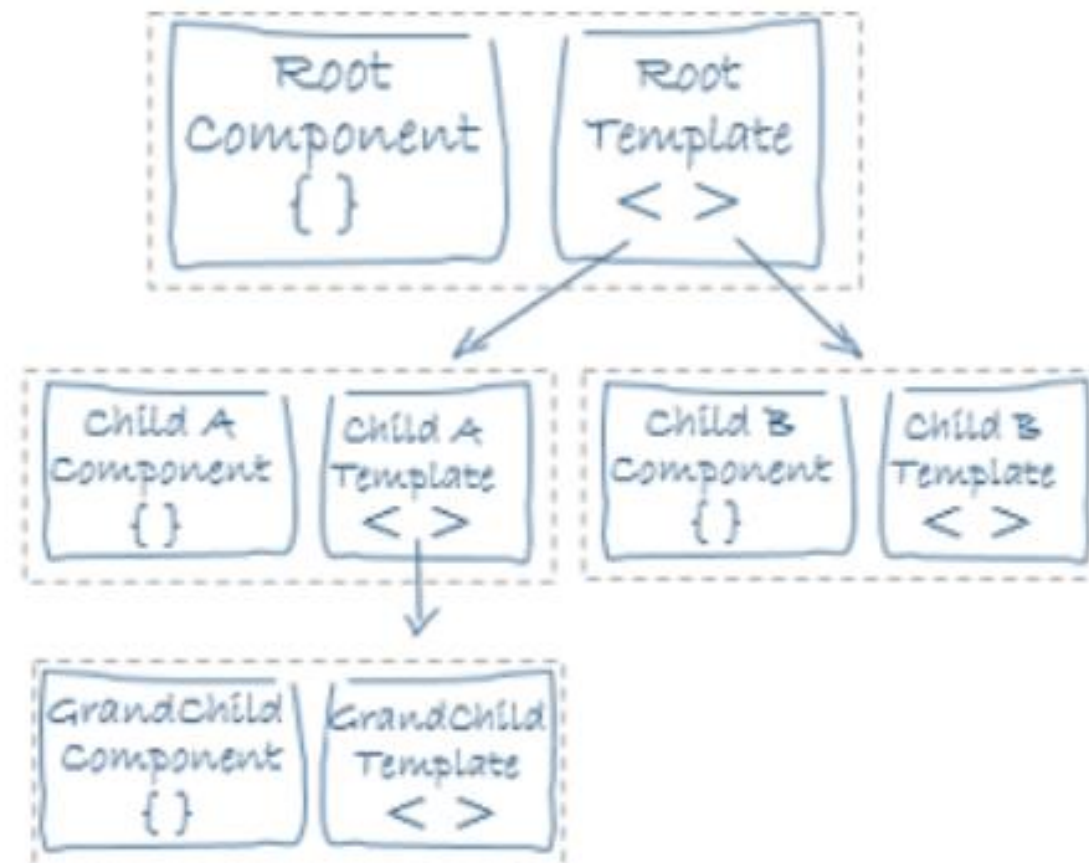 Root
Component
{ }
Root
Template
< >
Child A
Component
{ }
Child A
Template
< >
Child B
Component
{ }
Child B
Template
< >
GrandChild
Component
{ }
GrandChild
Template
< >